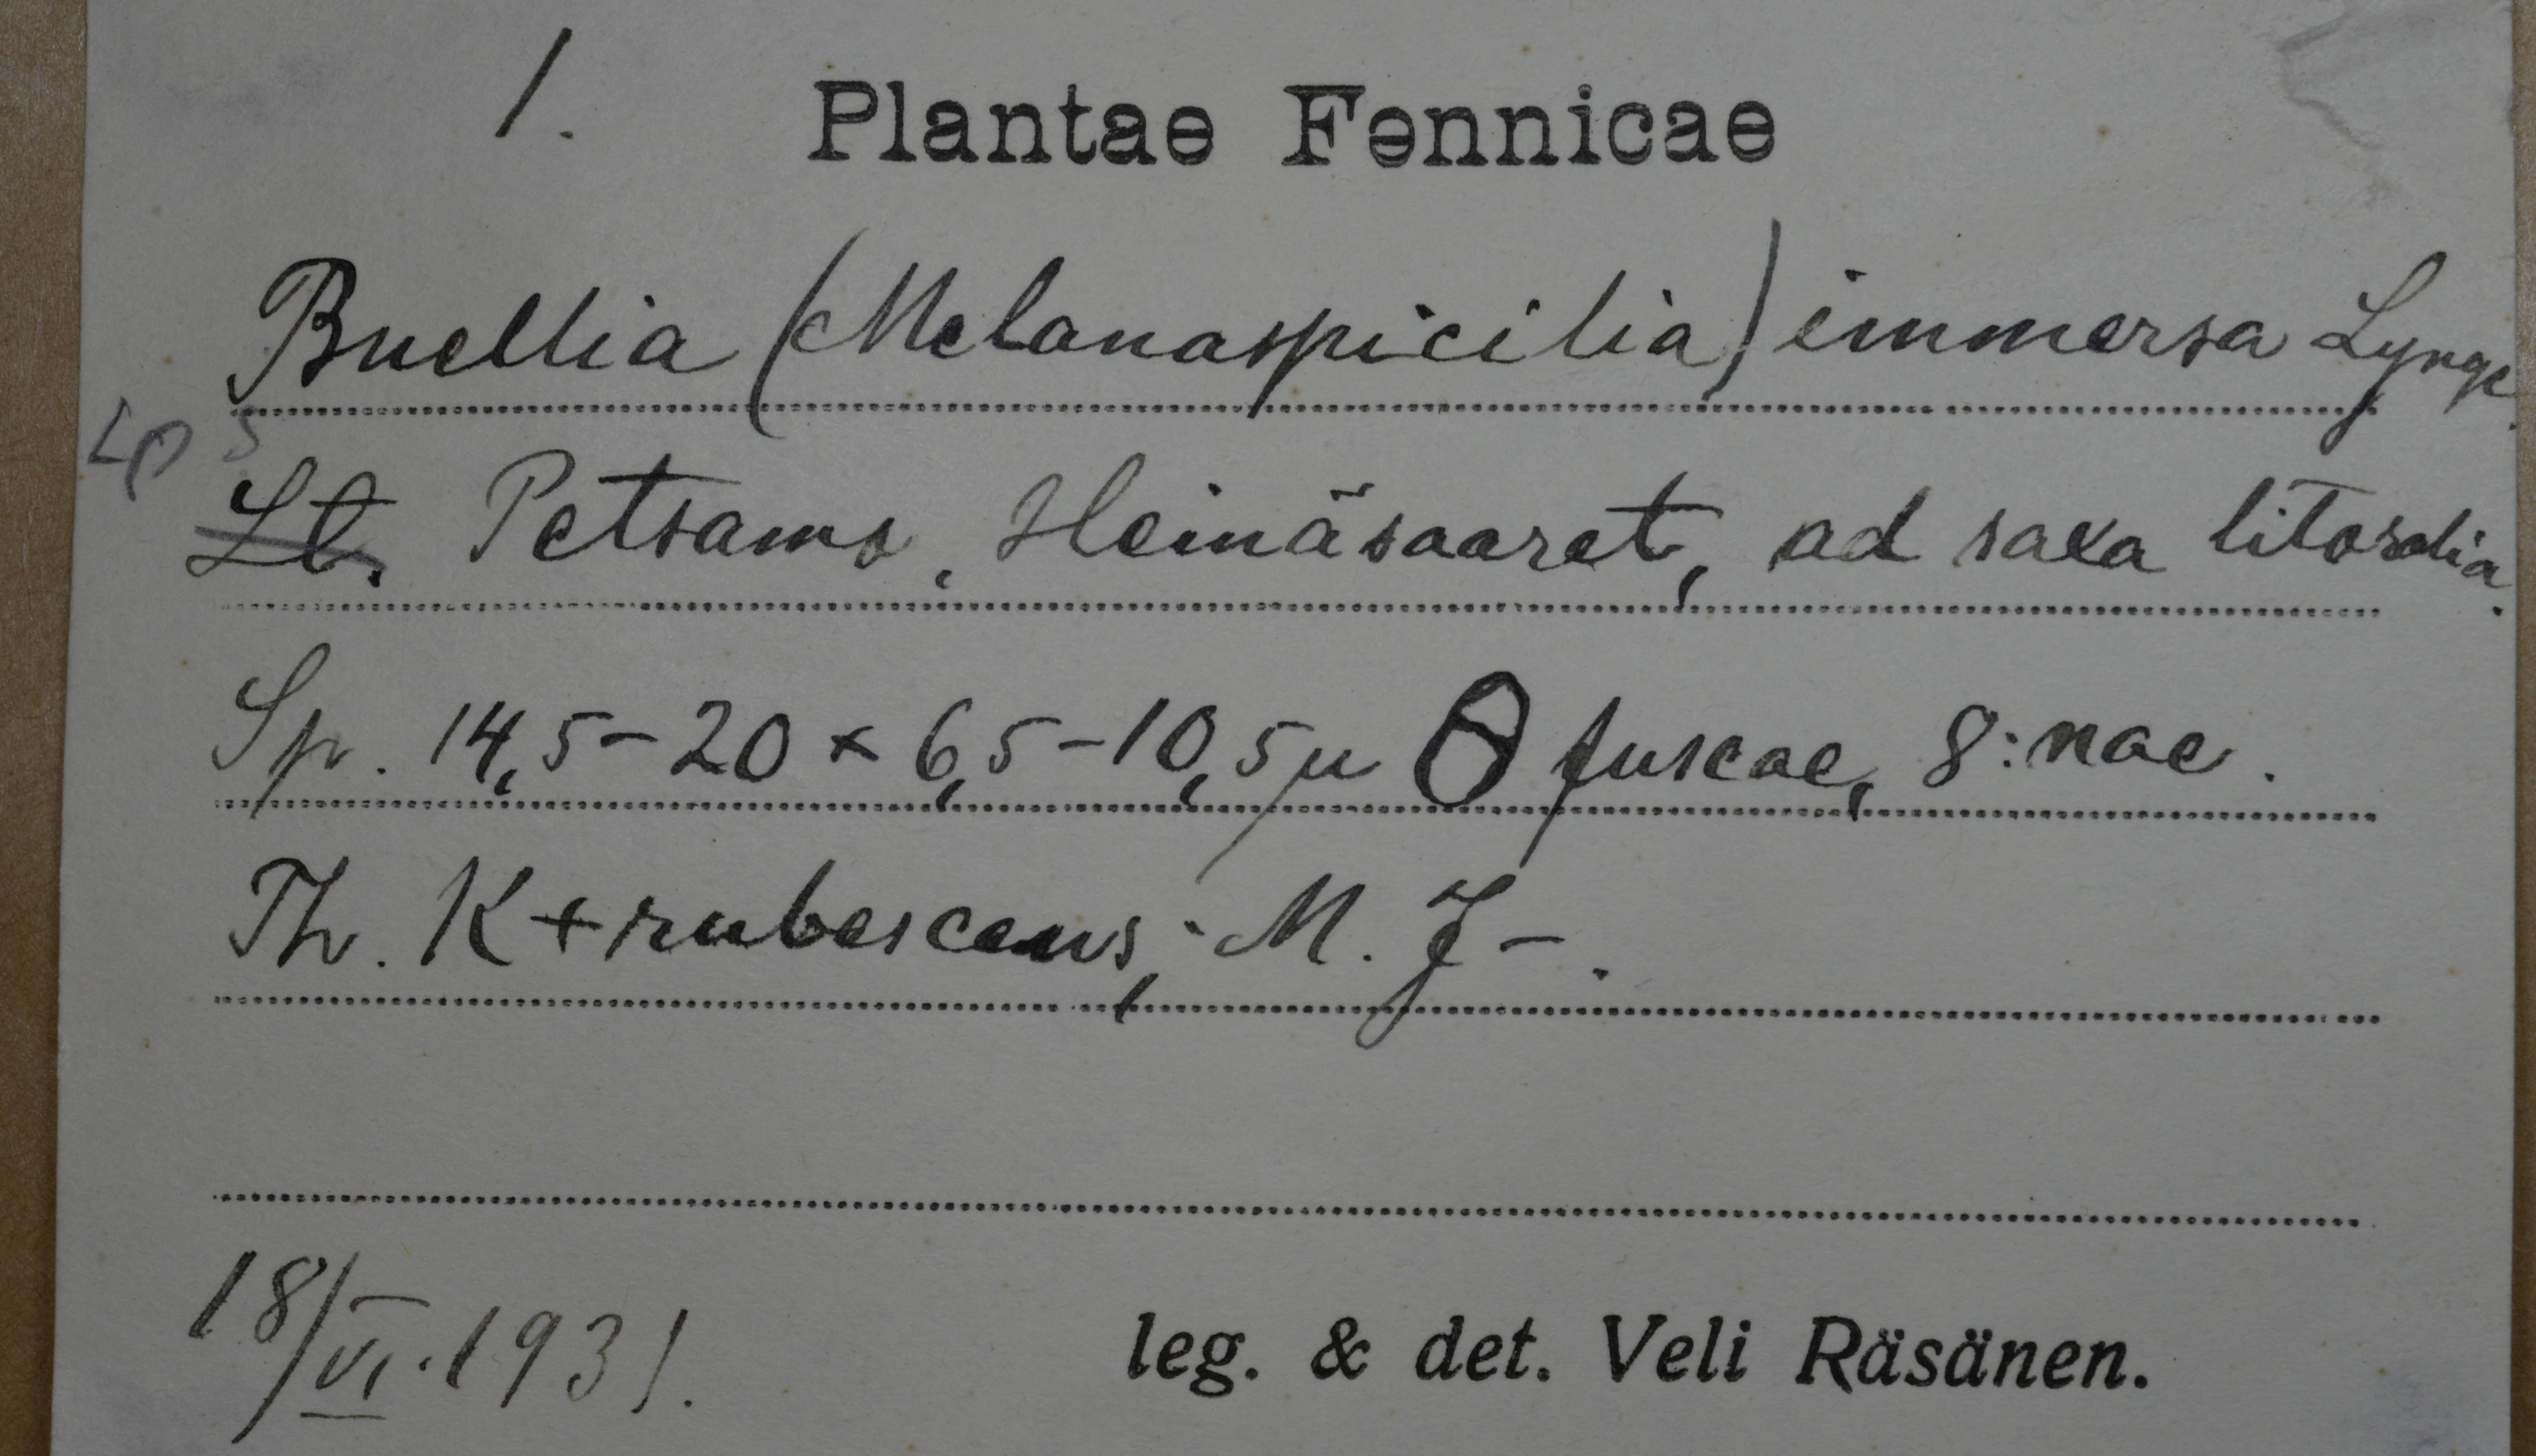 1.
Plantae Fennicae
Buellia (Melanaspicilia) immersa Lynge.
Lps
Lt. Petsamo, Heinäsaaret, ad saxa litoralia.
Sp. 14,5-20 × 6,5-10,5 µ fuscae, 8:nae.
Th. K+rubescens, M. J-.
18/VI.1931.
leg. & det. Veli Räsänen.